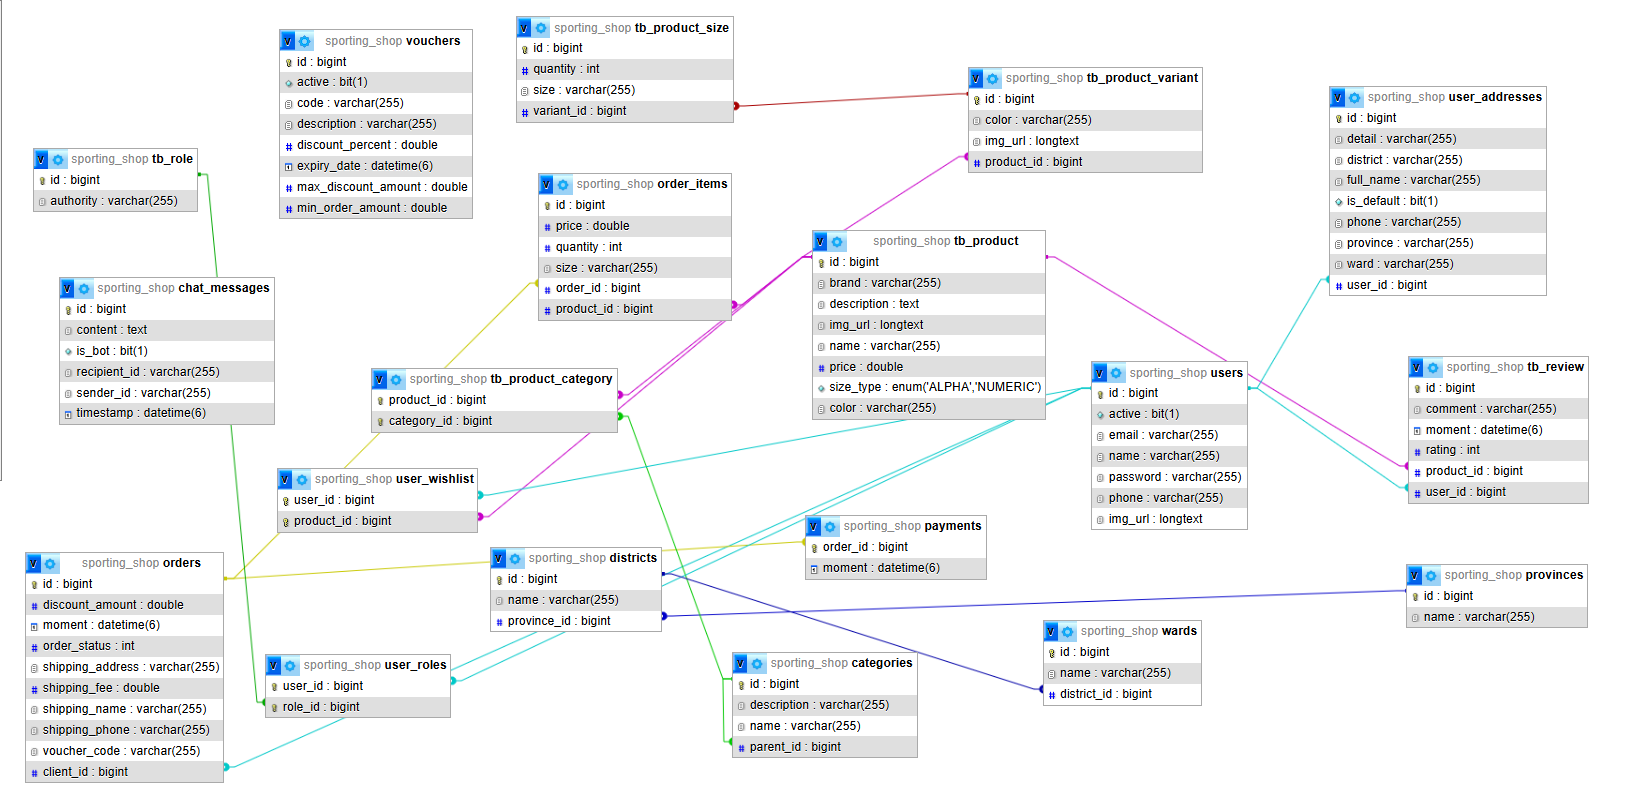 sporting_shop vouchers
id : bigint
active : bit(1)
code : varchar(255)
description : varchar(255)
discount_percent : double
expiry_date : datetime(6)
max_discount_amount : double
min_order_amount : double
sporting_shop tb_product_size
id : bigint
quantity : int
size : varchar(255)
variant_id : bigint
sporting_shop tb_product_variant
id : bigint
color : varchar(255)
img_url : longtext
product_id : bigint
sporting_shop user_addresses
id : bigint
detail : varchar(255)
district : varchar(255)
full_name : varchar(255)
is_default : bit(1)
phone : varchar(255)
province : varchar(255)
ward : varchar(255)
user_id : bigint
sporting_shop tb_role
id : bigint
authority : varchar(255)
sporting_shop order_items
id : bigint
price : double
quantity : int
size : varchar(255)
order_id : bigint
product_id : bigint
sporting_shop tb_product
id : bigint
brand : varchar(255)
description : text
img_url : longtext
name : varchar(255)
price : double
size_type : enum('ALPHA','NUMERIC')
color : varchar(255)
sporting_shop chat_messages
id : bigint
content : text
is_bot : bit(1)
recipient_id : varchar(255)
sender_id : varchar(255)
timestamp : datetime(6)
sporting_shop tb_product_category
product_id : bigint
category_id : bigint
sporting_shop users
id : bigint
active : bit(1)
email : varchar(255)
name : varchar(255)
password : varchar(255)
phone : varchar(255)
img_url : longtext
sporting_shop tb_review
id : bigint
comment : varchar(255)
moment : datetime(6)
rating : int
product_id : bigint
user_id : bigint
sporting_shop user_wishlist
user_id : bigint
product_id : bigint
sporting_shop payments
order_id : bigint
moment : datetime(6)
sporting_shop orders
id : bigint
discount_amount : double
moment : datetime(6)
order_status : int
shipping_address : varchar(255)
shipping_fee : double
shipping_name : varchar(255)
shipping_phone : varchar(255)
voucher_code : varchar(255)
client_id : bigint
sporting_shop districts
id : bigint
name : varchar(255)
province_id : bigint
sporting_shop provinces
id : bigint
name : varchar(255)
sporting_shop wards
id : bigint
name : varchar(255)
district_id : bigint
sporting_shop user_roles
user_id : bigint
role_id : bigint
sporting_shop categories
id : bigint
description : varchar(255)
name : varchar(255)
parent_id : bigint